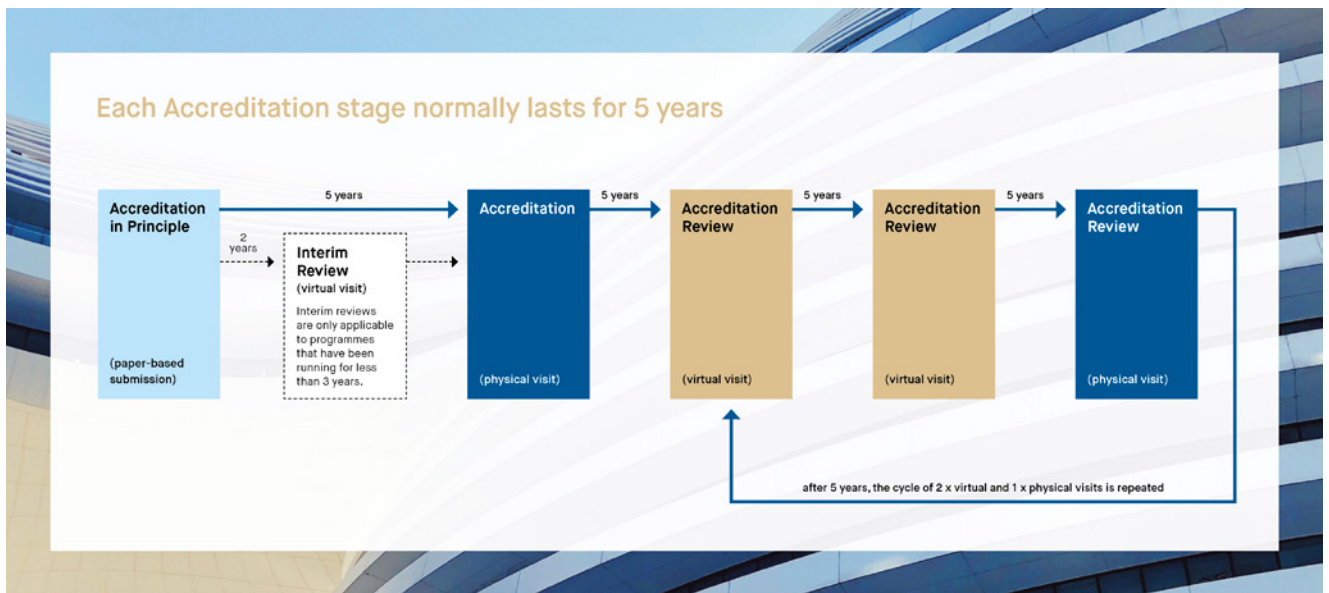 Each Accreditation stage normally lasts for 5 years
5 years
5 years
5 years
5 years
Accreditation
in Principle
(paper-based
submission)
2
years
Interim
Review
(virtual visit)
Interim reviews
are only applicable
to programmes
that have been
running for less
than 3 years.
Accreditation
(physical visit)
Accreditation
Review
(virtual visit)
Accreditation
Review
(virtual visit)
Accreditation
Review
(physical visit)
after 5 years, the cycle of 2 x virtual and 1 x physical visits is repeated